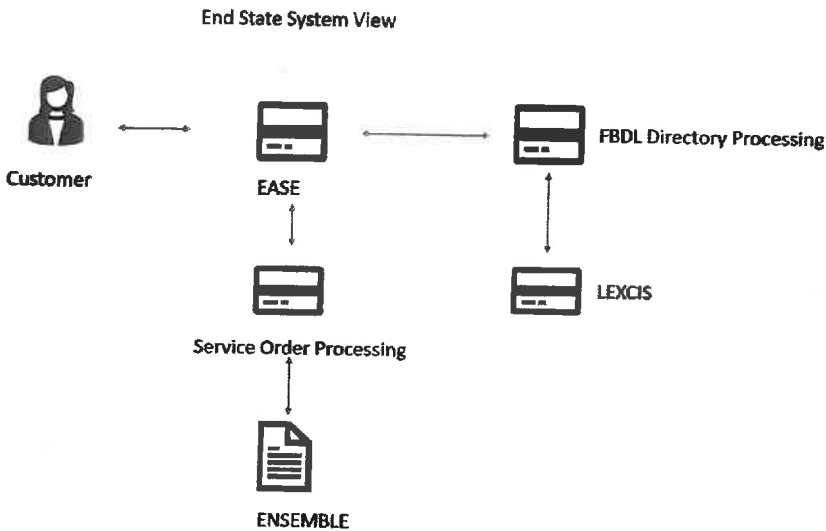 End State System View
FBDL Directory Processing
Customer
EASE
LEXCIS
Service Order Processing
ENSEMBLE